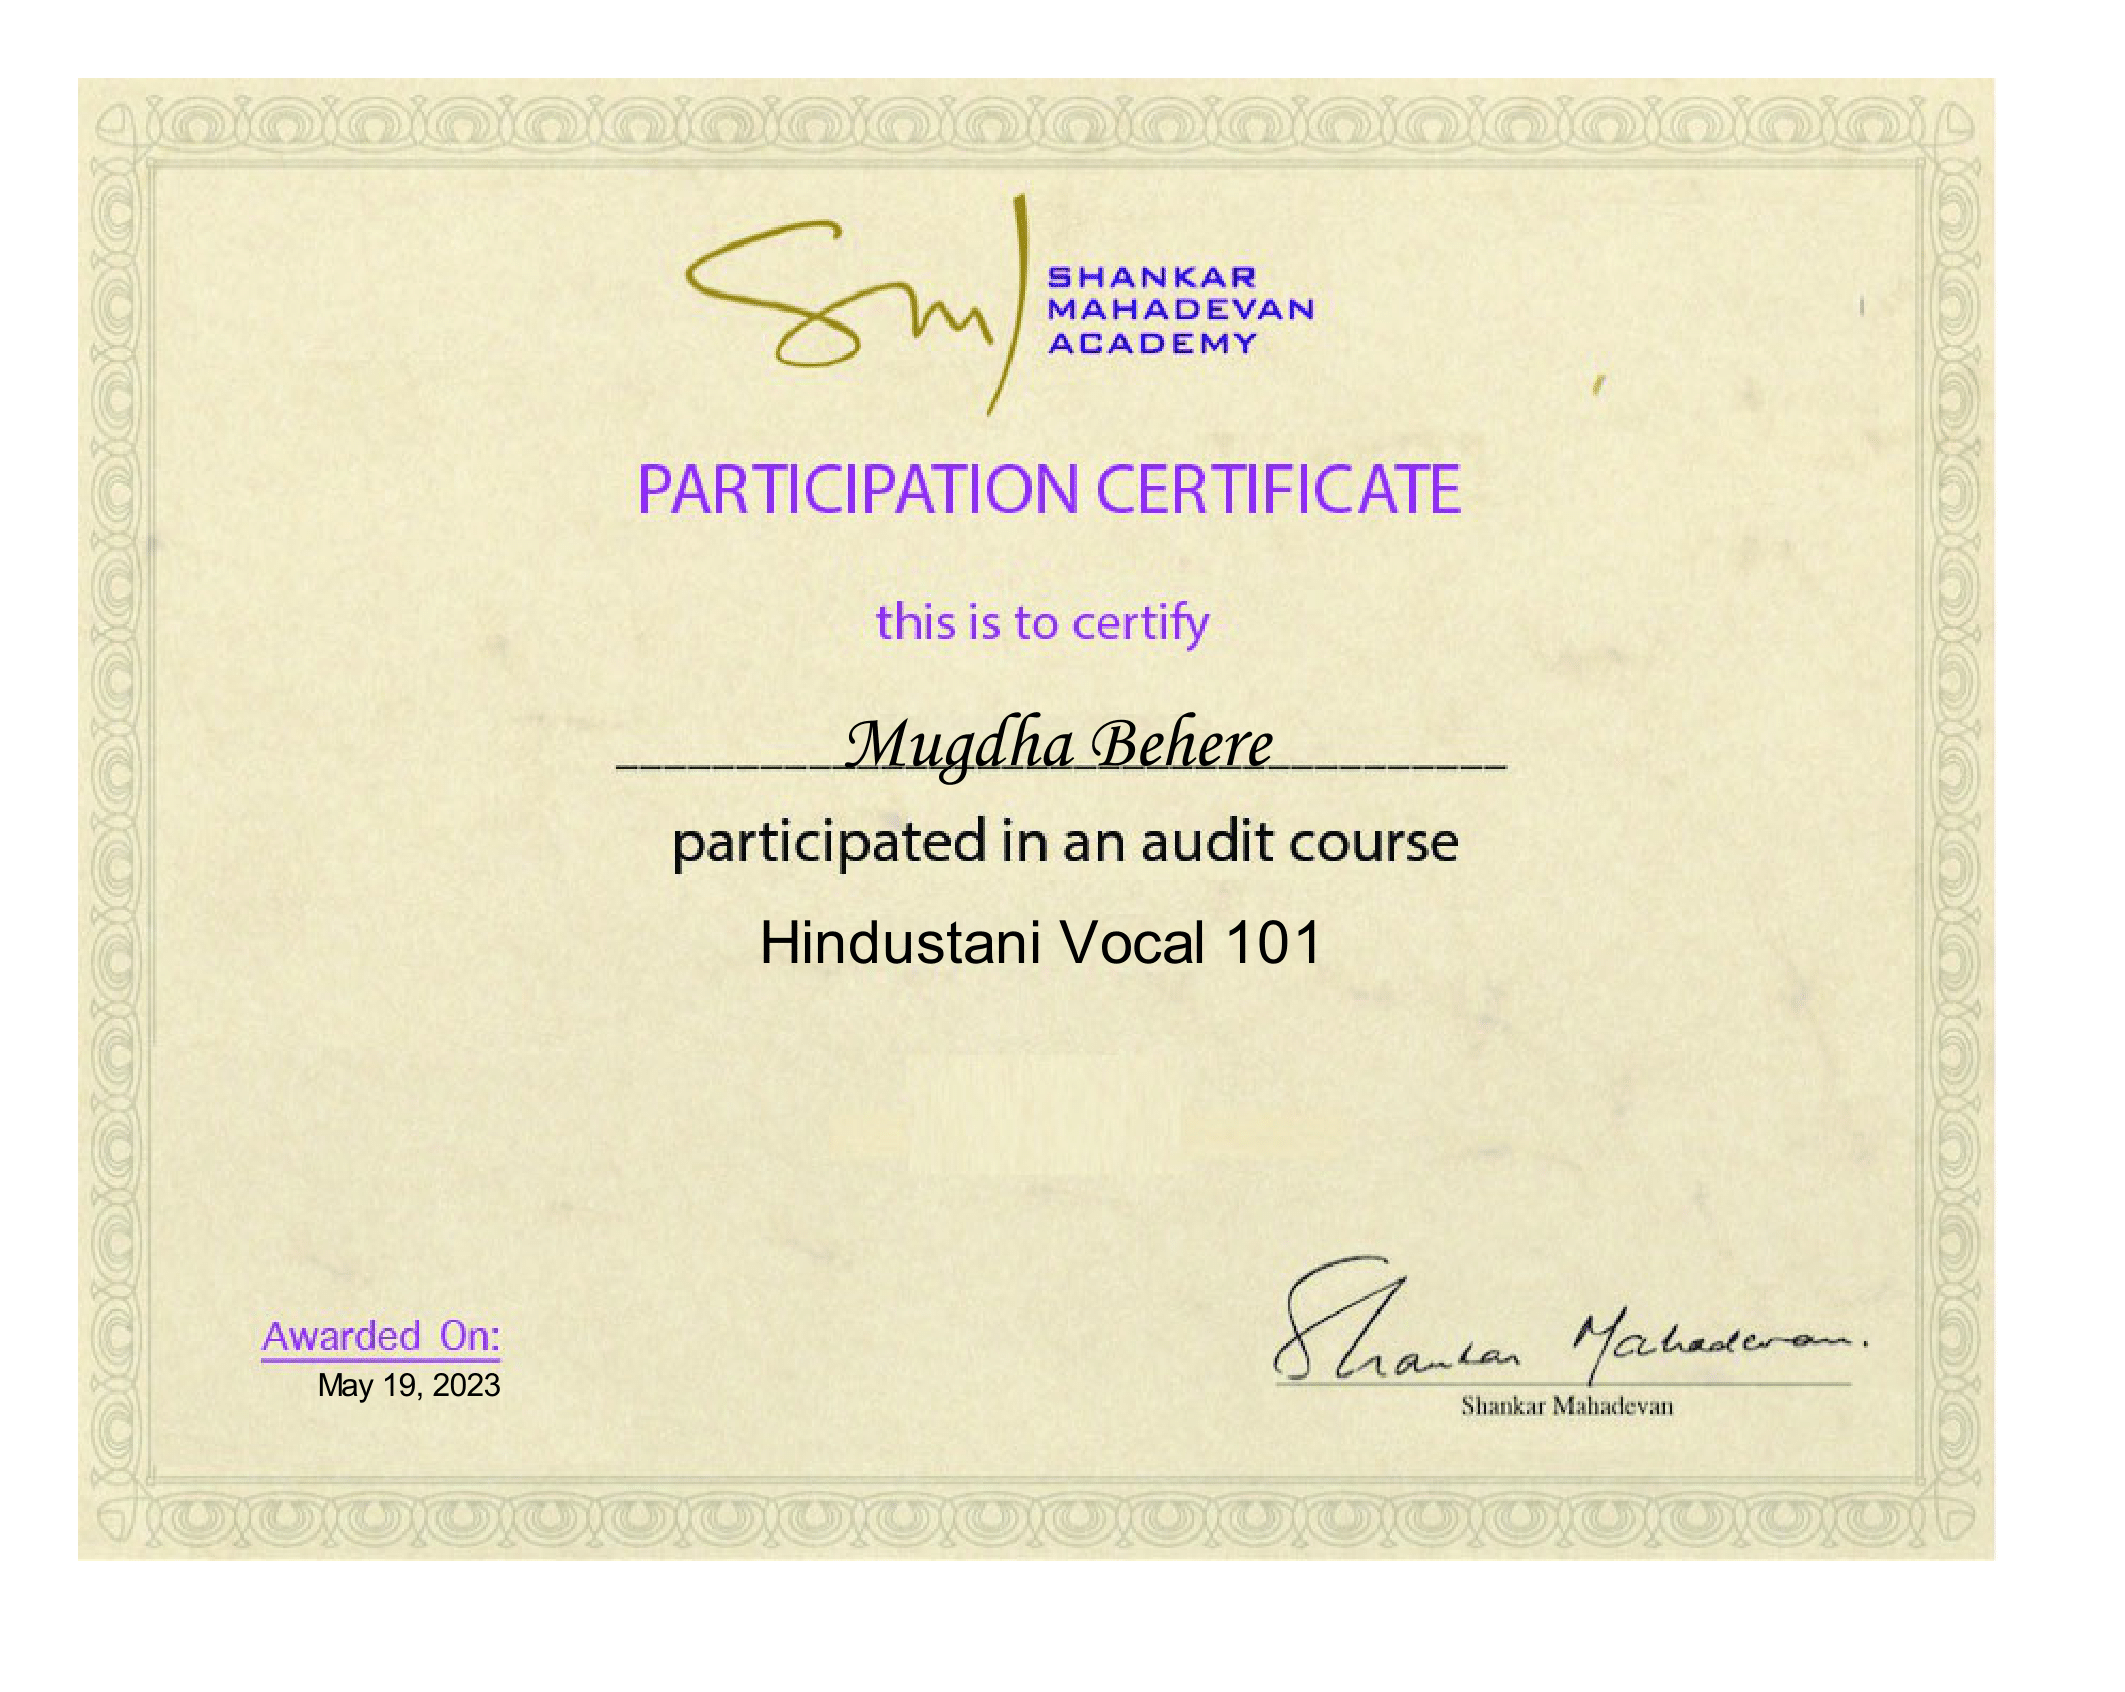 Sm
SHANKAR
MAHADEVAN
ACADEMY
PARTICIPATION CERTIFICATE
this is to certify
Mugdha Behere
participated in an audit course
Hindustani Vocal 101
Awarded On:
May 19, 2023
Shankar Mahadevan.
Shankar Mahadevan